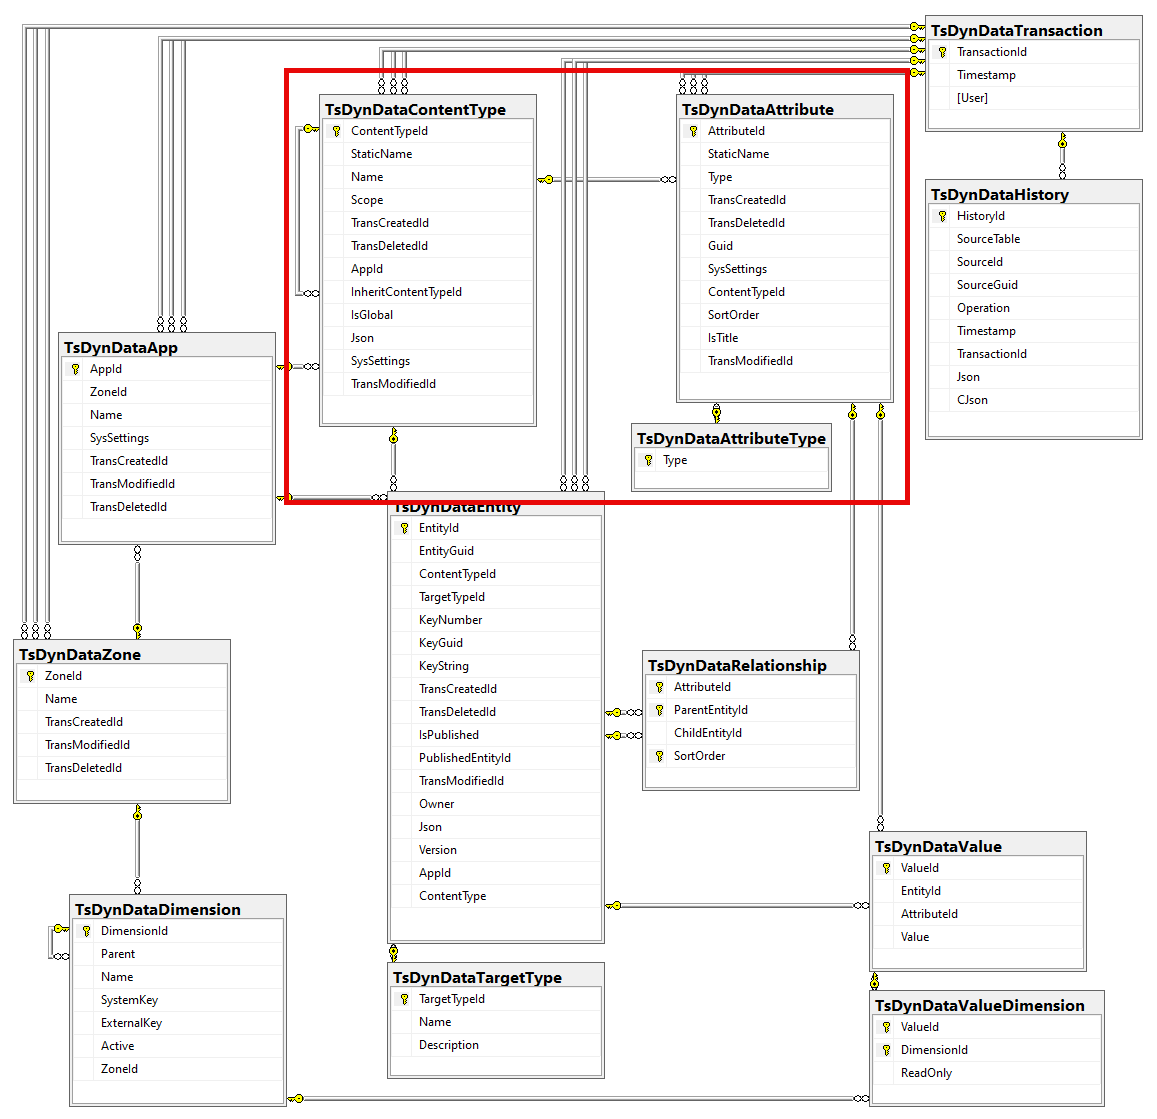 TsDynDataTransaction
TransactionId
Timestamp
[User]
TsDynDataContentType
ContentTypeId
StaticName
Name
Scope
TransCreatedId
TransDeletedId
AppId
InheritContentTypeId
IsGlobal
Json
SysSettings
TransModifiedId
TsDynDataAttribute
AttributeId
StaticName
Type
TransCreatedId
TransDeletedId
Guid
SysSettings
ContentTypeId
SortOrder
IsTitle
TransModifiedId
TsDynDataHistory
HistoryId
SourceTable
SourceId
SourceGuid
Operation
Timestamp
TransactionId
Json
CJson
TsDynDataApp
AppId
ZoneId
Name
SysSettings
TransCreatedId
TransModifiedId
TransDeletedId
TsDynDataAttributeType
Type
TsDynDataEntity
EntityId
EntityGuid
ContentTypeId
TargetTypeId
KeyNumber
KeyGuid
KeyString
TransCreatedId
TransDeletedId
IsPublished
PublishedEntityId
TransModifiedId
Owner
Json
Version
AppId
ContentType
TsDynDataZone
ZoneId
Name
TransCreatedId
TransModifiedId
TransDeletedId
TsDynDataRelationship
AttributeId
ParentEntityId
ChildEntityId
SortOrder
TsDynDataValue
ValueId
EntityId
AttributeId
Value
TsDynDataDimension
DimensionId
Parent
Name
SystemKey
ExternalKey
Active
ZoneId
TsDynDataTargetType
TargetTypeId
Name
Description
TsDynDataValueDimension
ValueId
DimensionId
ReadOnly